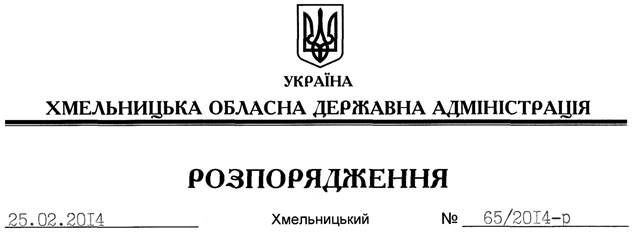 УКРАЇНА
ХМЕЛЬНИЦЬКА ОБЛАСНА ДЕРЖАВНА АДМІНІСТРАЦІЯ
РОЗПОРЯДЖЕННЯ
25.02.2014 Хмельницький № 65/2014-р